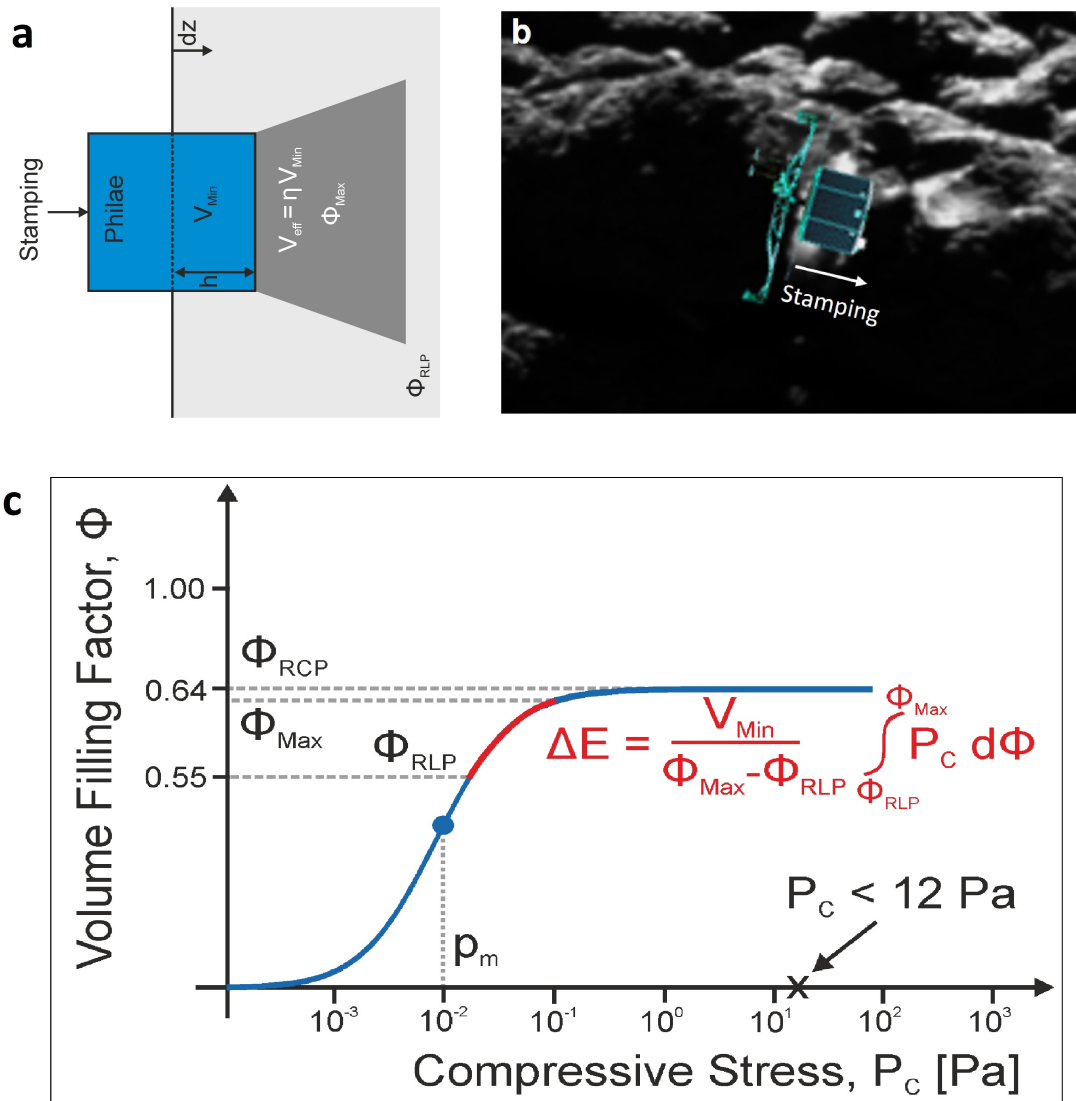 a
dz
Stamping
Philae
V_Min
h
V_eff = η V_Min
Φ_Max
Φ_RLP
b
Stamping
c
Volume Filling Factor, Φ
1.00
Φ_RCP
0.64
Φ_Max
Φ_RLP
0.55
ΔE = V_Min / (Φ_Max - Φ_RLP) ∫_Φ_RLP^Φ_Max P_C dΦ
P_C < 12 Pa
p_m
x
10^-3 10^-2 10^-1 10^0 10^1 10^2 10^3
Compressive Stress, P_C [Pa]